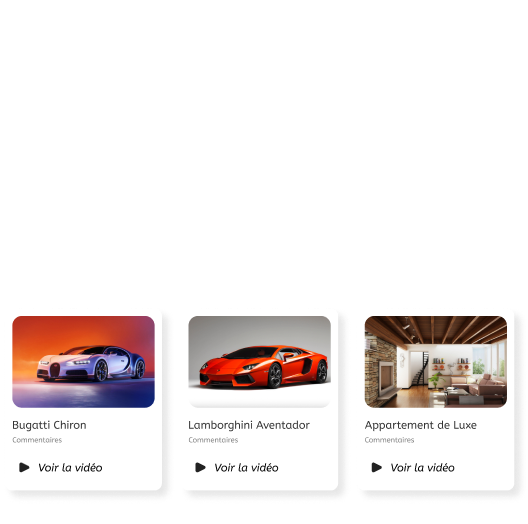 Bugatti Chiron
Commentaires
Voir la vidéo
Lamborghini Aventador
Commentaires
Voir la vidéo
Appartement de Luxe
Commentaires
Voir la vidéo